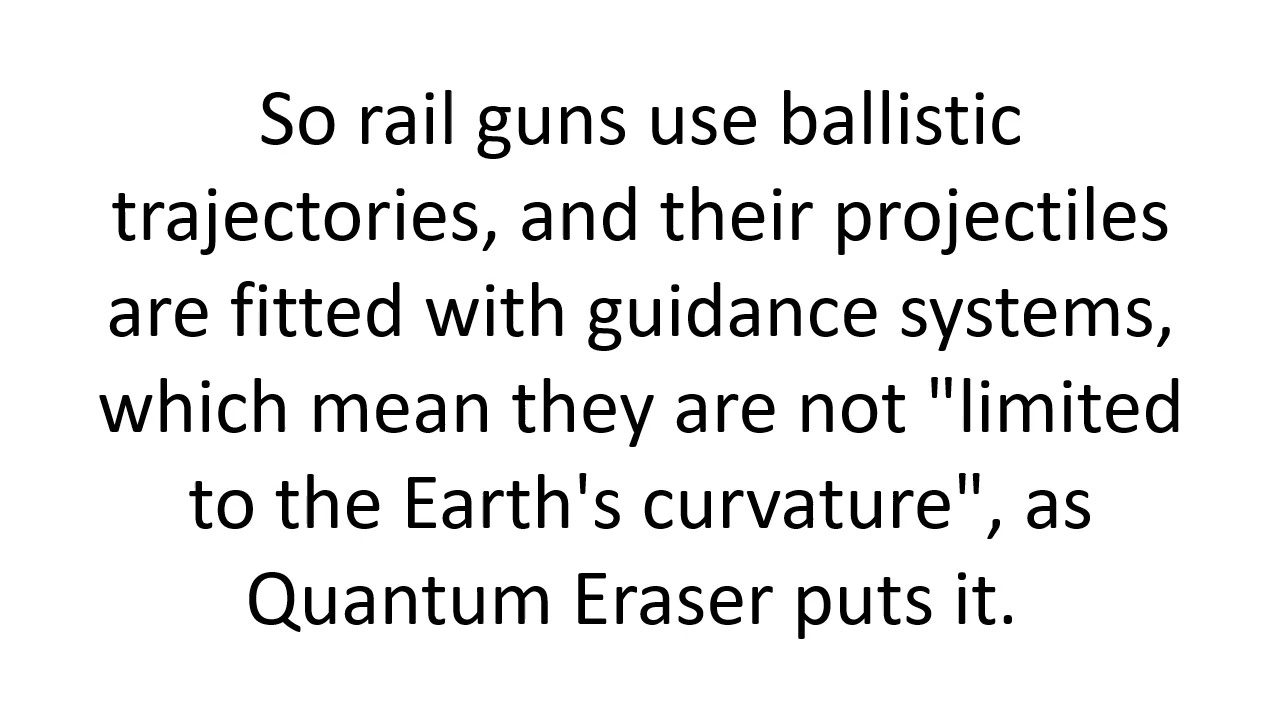 So rail guns use ballistic
trajectories, and their projectiles
are fitted with guidance systems,
which mean they are not "limited
to the Earth's curvature", as
Quantum Eraser puts it.